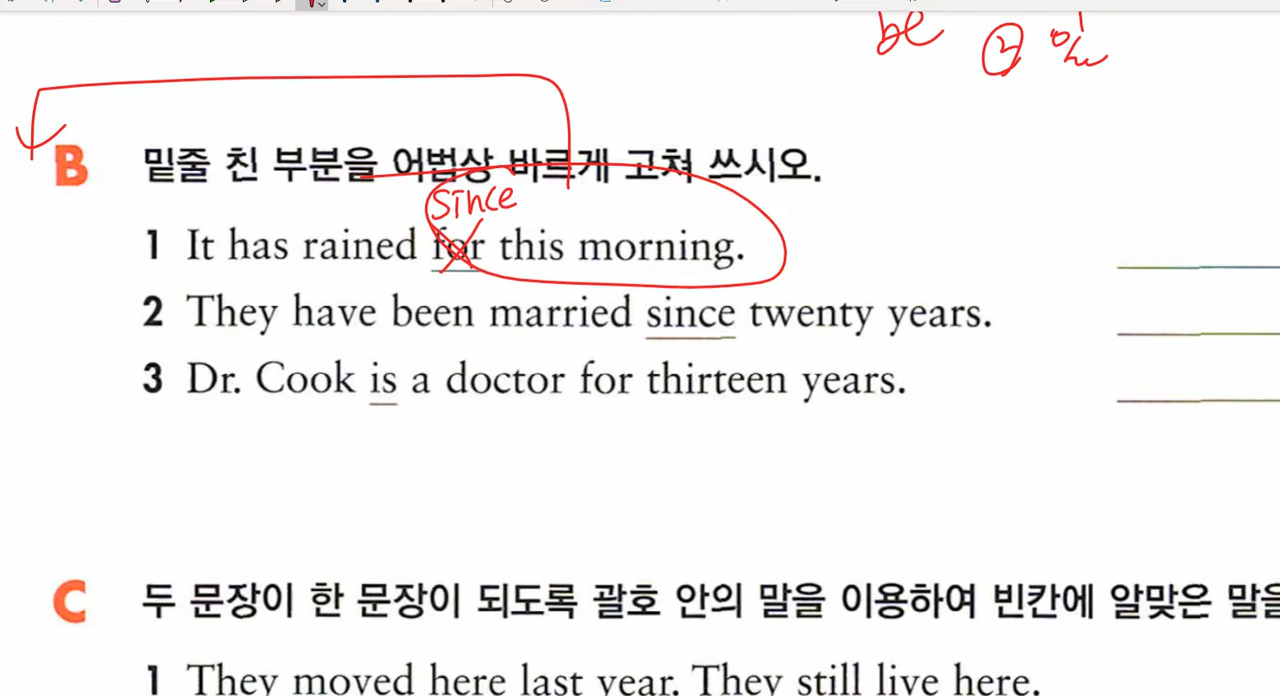 be ②
B 밑줄 친 부분을 어법상 바르게 고쳐 쓰시오.
since
1 It has rained for this morning.
2 They have been married since twenty years.
3 Dr. Cook is a doctor for thirteen years.
C 두 문장이 한 문장이 되도록 괄호 안의 말을 이용하여 빈칸에 알맞은 말을
1 They moved here last year. They still live here.